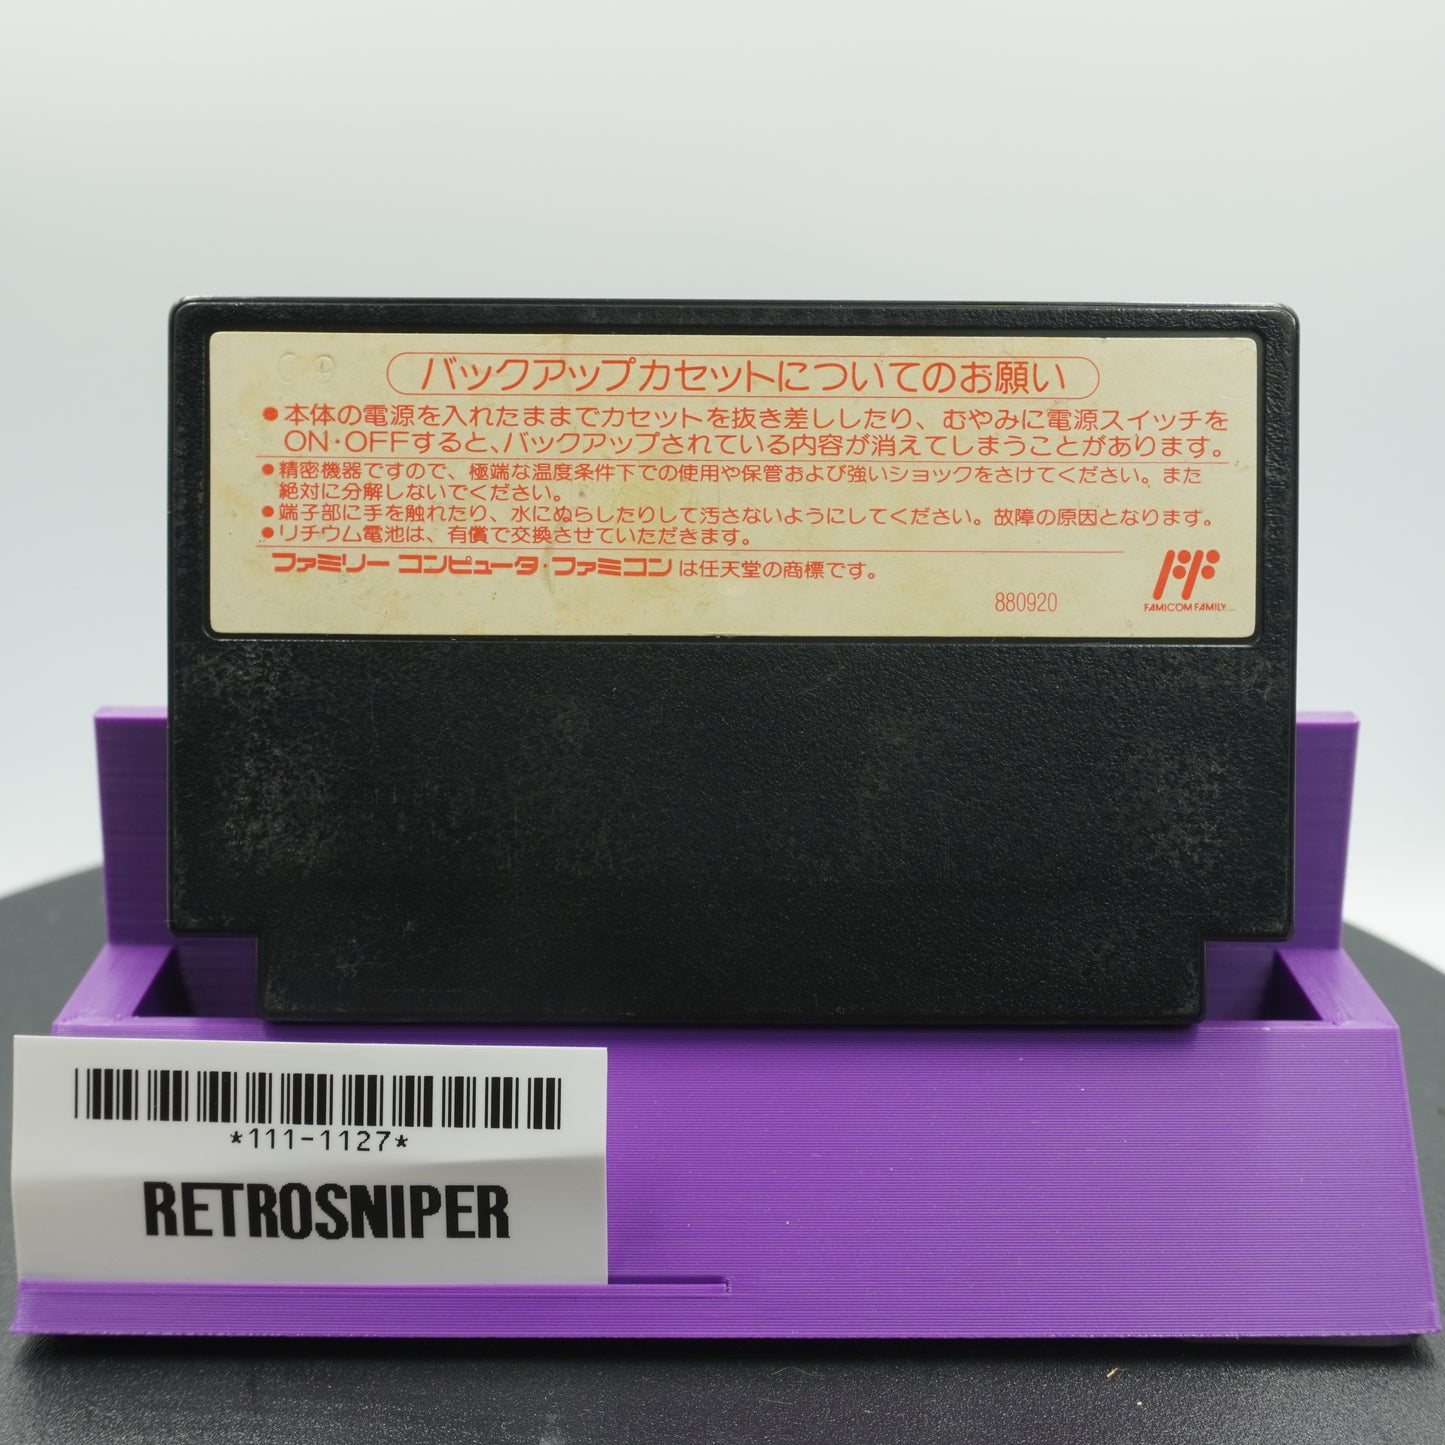 バックアップカセットについてのお願い
●本体の電源を入れたままでカセットを抜き差ししたり、むやみに電源スイッチを
ON・OFFすると、バックアップされている内容が消えてしまうことがあります。
●精密機器ですので、極端な温度条件下での使用や保管および強いショックをさけてください。また
絶対に分解しないでください。
●端子部に手を触れたり、水にぬらしたりして汚さないようにしてください。故障の原因となります。
●リチウム電池は、有償で交換させていただきます。
ファミリーコンピュータ・ファミコンは任天堂の商標です。
880920
FAMICOM FAMILY
*111-1127*
RETROSNIPER